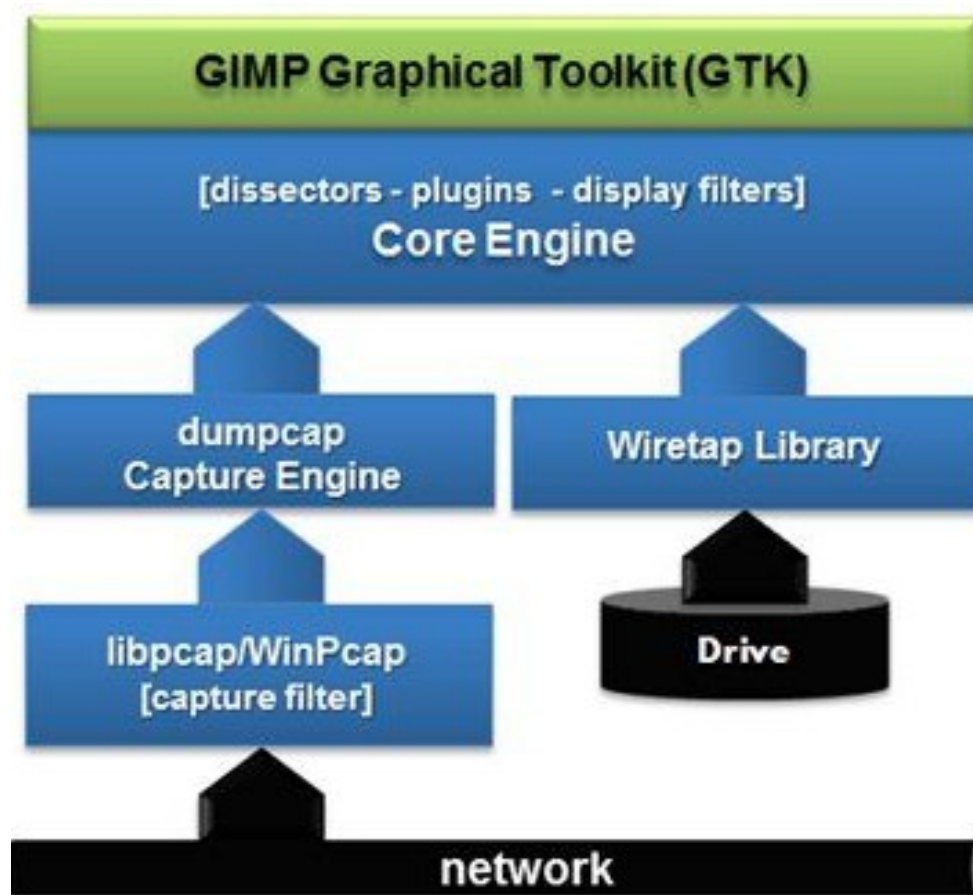 GIMP Graphical Toolkit (GTK)
[dissectors - plugins - display filters]
Core Engine
dumpcap
Capture Engine
Wiretap Library
libpcap/WinPcap
[capture filter]
Drive
network